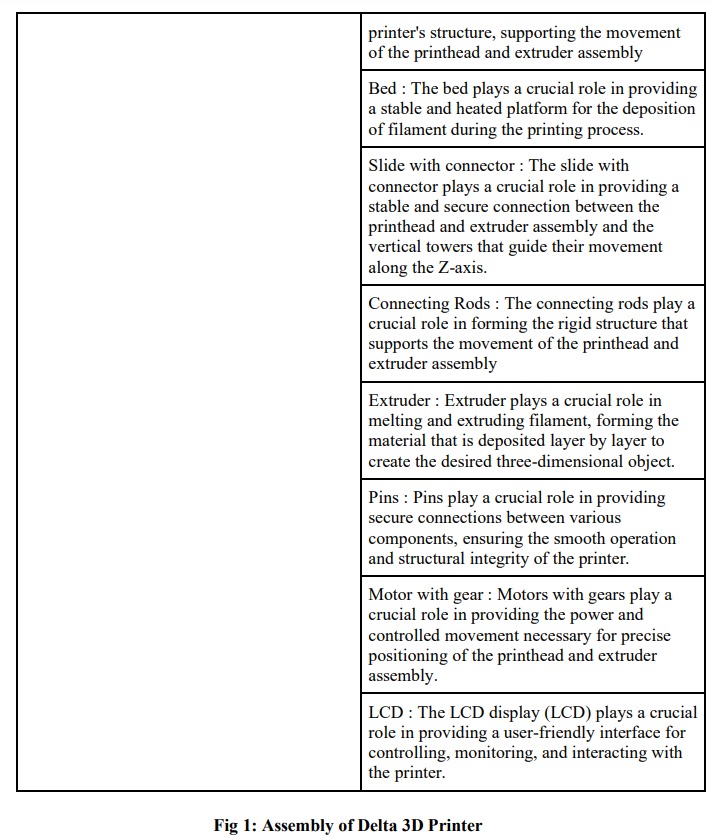 printer's structure, supporting the movement
of the printhead and extruder assembly
Bed : The bed plays a crucial role in providing
a stable and heated platform for the deposition
of filament during the printing process.
Slide with connector : The slide with
connector plays a crucial role in providing a
stable and secure connection between the
printhead and extruder assembly and the
vertical towers that guide their movement
along the Z-axis.
Connecting Rods : The connecting rods play a
crucial role in forming the rigid structure that
supports the movement of the printhead and
extruder assembly
Extruder : Extruder plays a crucial role in
melting and extruding filament, forming the
material that is deposited layer by layer to
create the desired three-dimensional object.
Pins : Pins play a crucial role in providing
secure connections between various
components, ensuring the smooth operation
and structural integrity of the printer.
Motor with gear : Motors with gears play a
crucial role in providing the power and
controlled movement necessary for precise
positioning of the printhead and extruder
assembly.
LCD : The LCD display (LCD) plays a crucial
role in providing a user-friendly interface for
controlling, monitoring, and interacting with
the printer.
Fig 1: Assembly of Delta 3D Printer